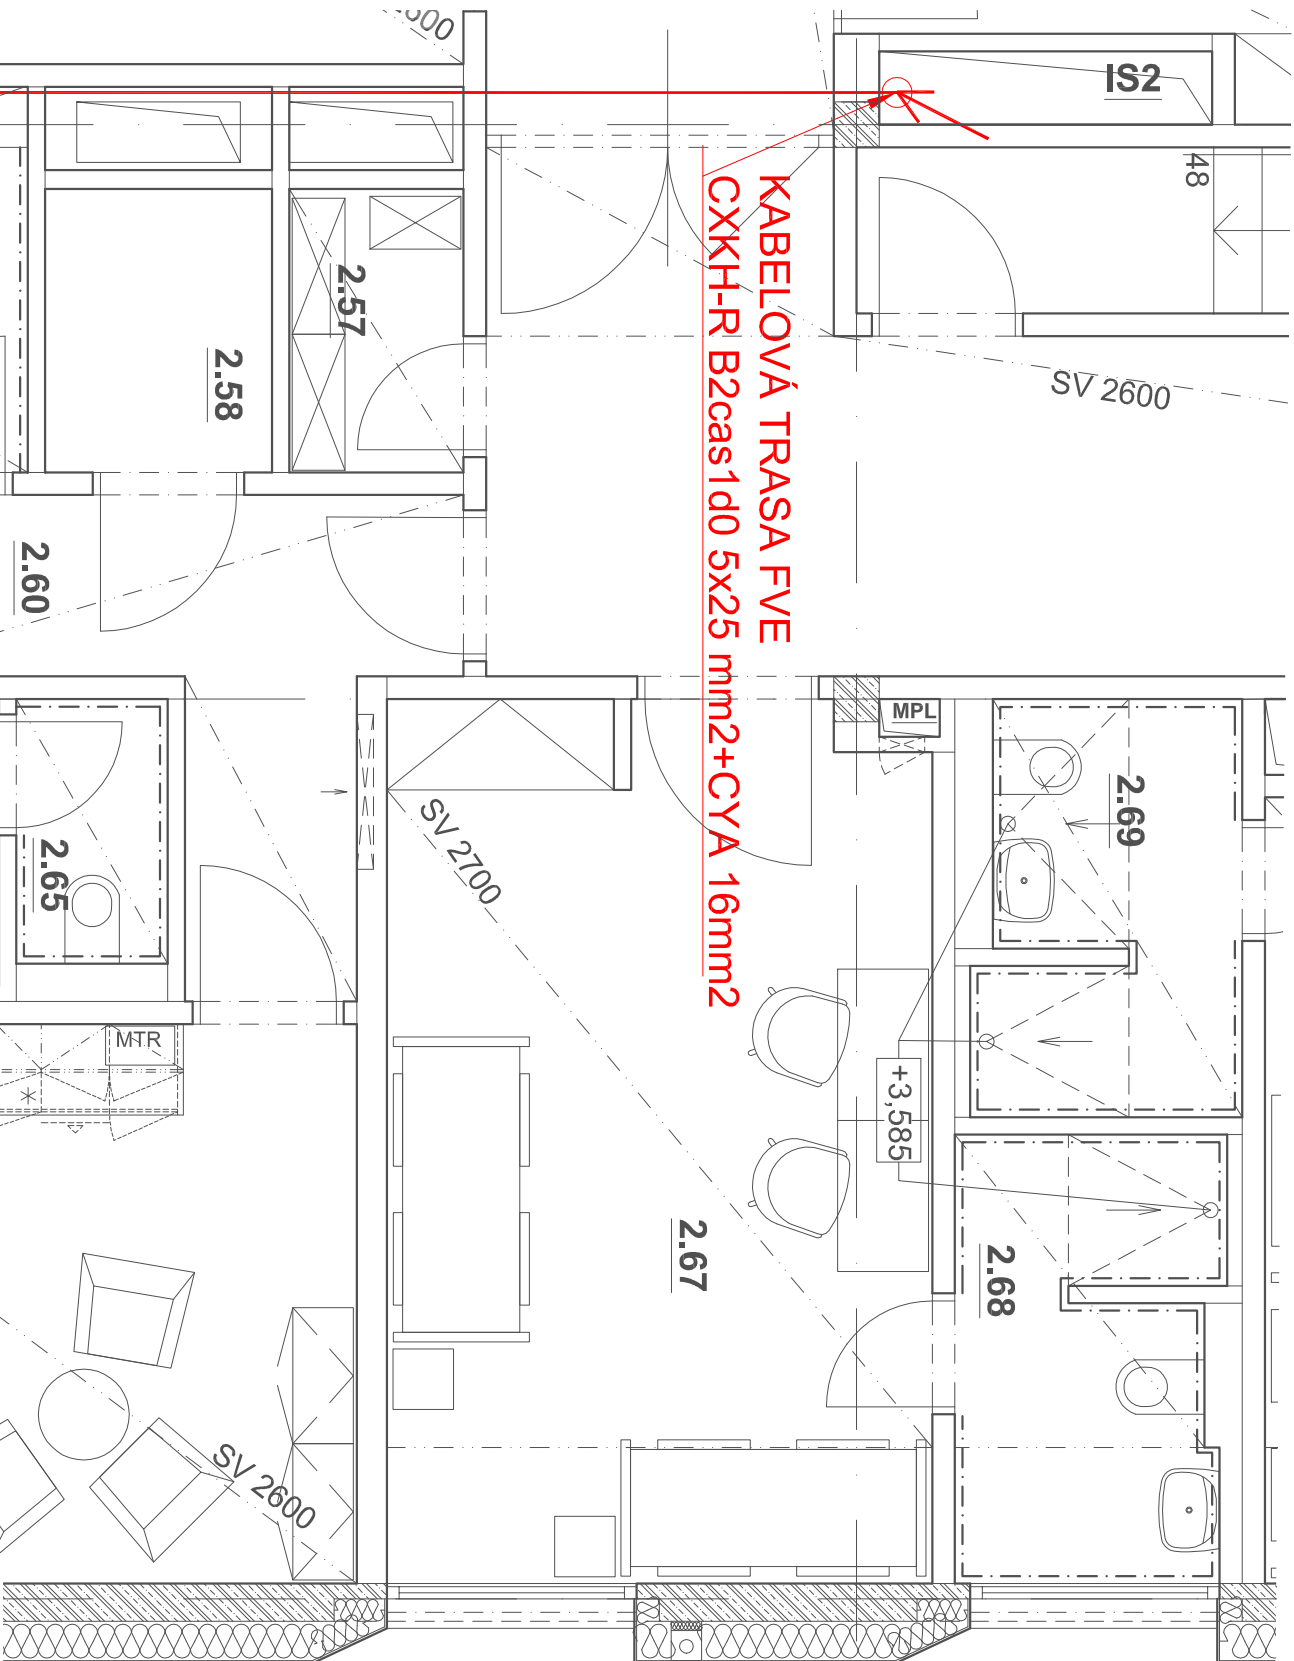 2600
IS2
48
KABELOVÁ TRASA FVE
CXKH-R B2cas1d0 5x25 mm2+CYA 16mm2
2.57
2.58
SV 2600
2.60
MPL
2.69
2.65
SV 2700
MTR
+3,585
2.67
2.68
SV 2600